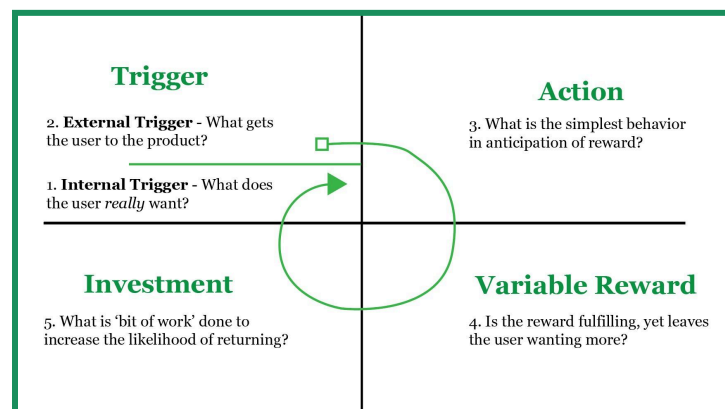 Trigger
2. External Trigger - What gets
the user to the product?
1. Internal Trigger - What does
the user really want?
Action
3. What is the simplest behavior
in anticipation of reward?
Investment
5. What is ‘bit of work’ done to
increase the likelihood of returning?
Variable Reward
4. Is the reward fulfilling, yet leaves
the user wanting more?